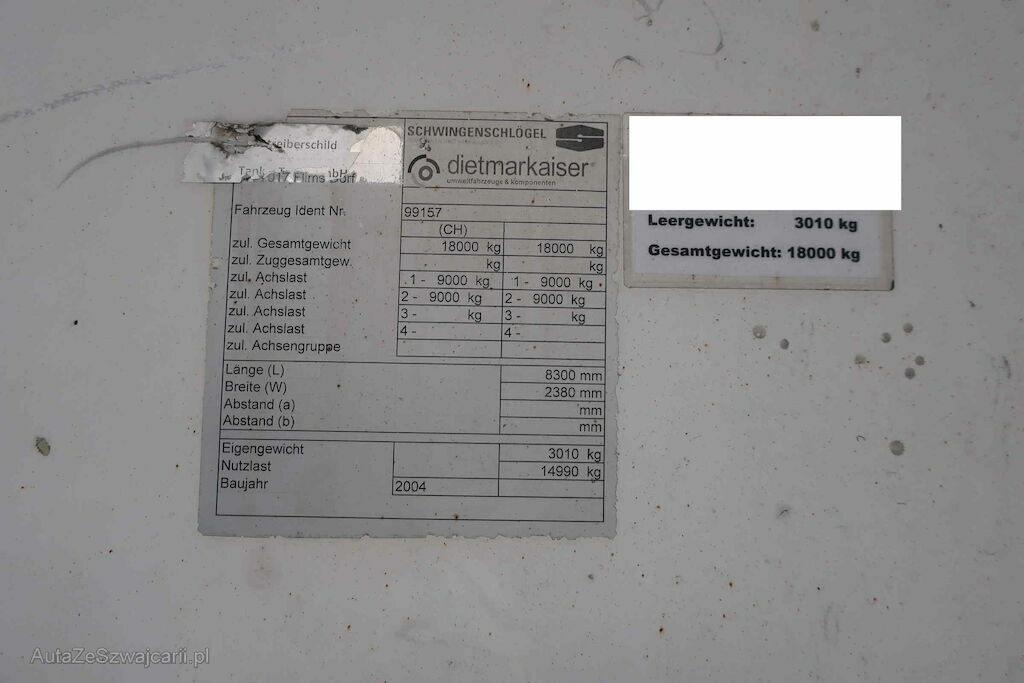 SCHWINGENSCHLÖGEL
dietmarkaiser
umweltfahrzeuge & komponenten
Tank
Flims Dorf
Fahrzeug Ident Nr. 99157
(CH)
zul. Gesamtgewicht 18000 kg 18000 kg
zul. Zuggesamtgew. kg kg
zul. Achslast 1 - 9000 kg 1 - 9000 kg
zul. Achslast 2 - 9000 kg 2 - 9000 kg
zul. Achslast 3 - kg 3 - kg
zul. Achslast 4 - 4 -
zul. Achsengruppe
Länge (L) 8300 mm
Breite (W) 2380 mm
Abstand (a) mm
Abstand (b) mm
Eigengewicht 3010 kg
Nutzlast 14990 kg
Baujahr 2004
Leergewicht: 3010 kg
Gesamtgewicht: 18000 kg
AutaZeSzwajcarii.pl